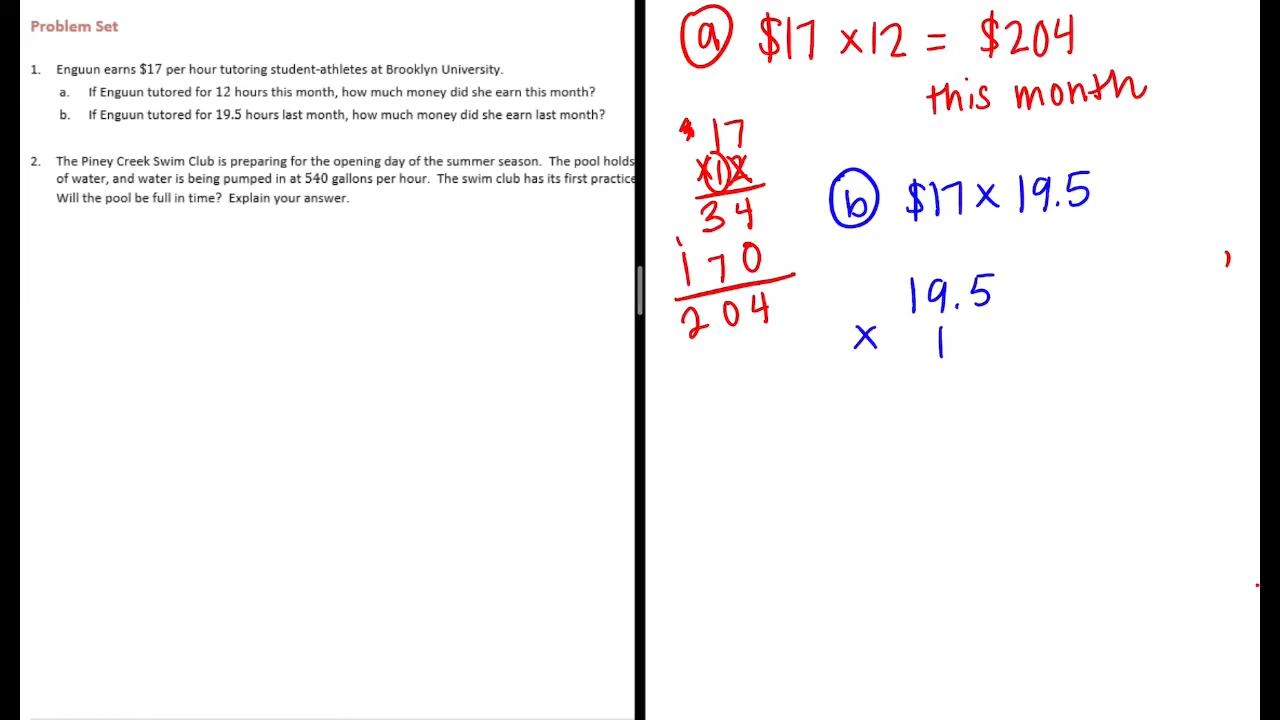 Problem Set
1. Enguun earns $17 per hour tutoring student-athletes at Brooklyn University.
a. If Enguun tutored for 12 hours this month, how much money did she earn this month?
b. If Enguun tutored for 19.5 hours last month, how much money did she earn last month?
2. The Piney Creek Swim Club is preparing for the opening day of the summer season. The pool holds
of water, and water is being pumped in at 540 gallons per hour. The swim club has its first practice
Will the pool be full in time? Explain your answer.
a $17 × 12 = $204
this month
$ 17
×12
34
1
170
204
b $17 × 19.5
19.5
× 1